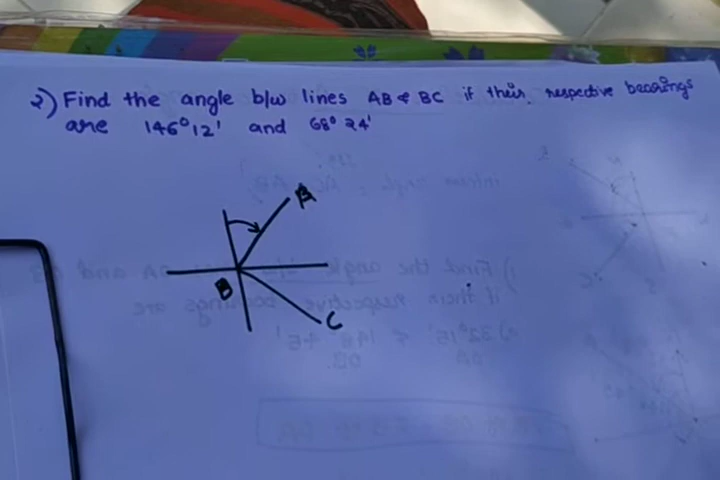 2) Find the angle b/w lines AB & BC if their respective bearings
are 146° 12' and 68° 24'
A
B
C